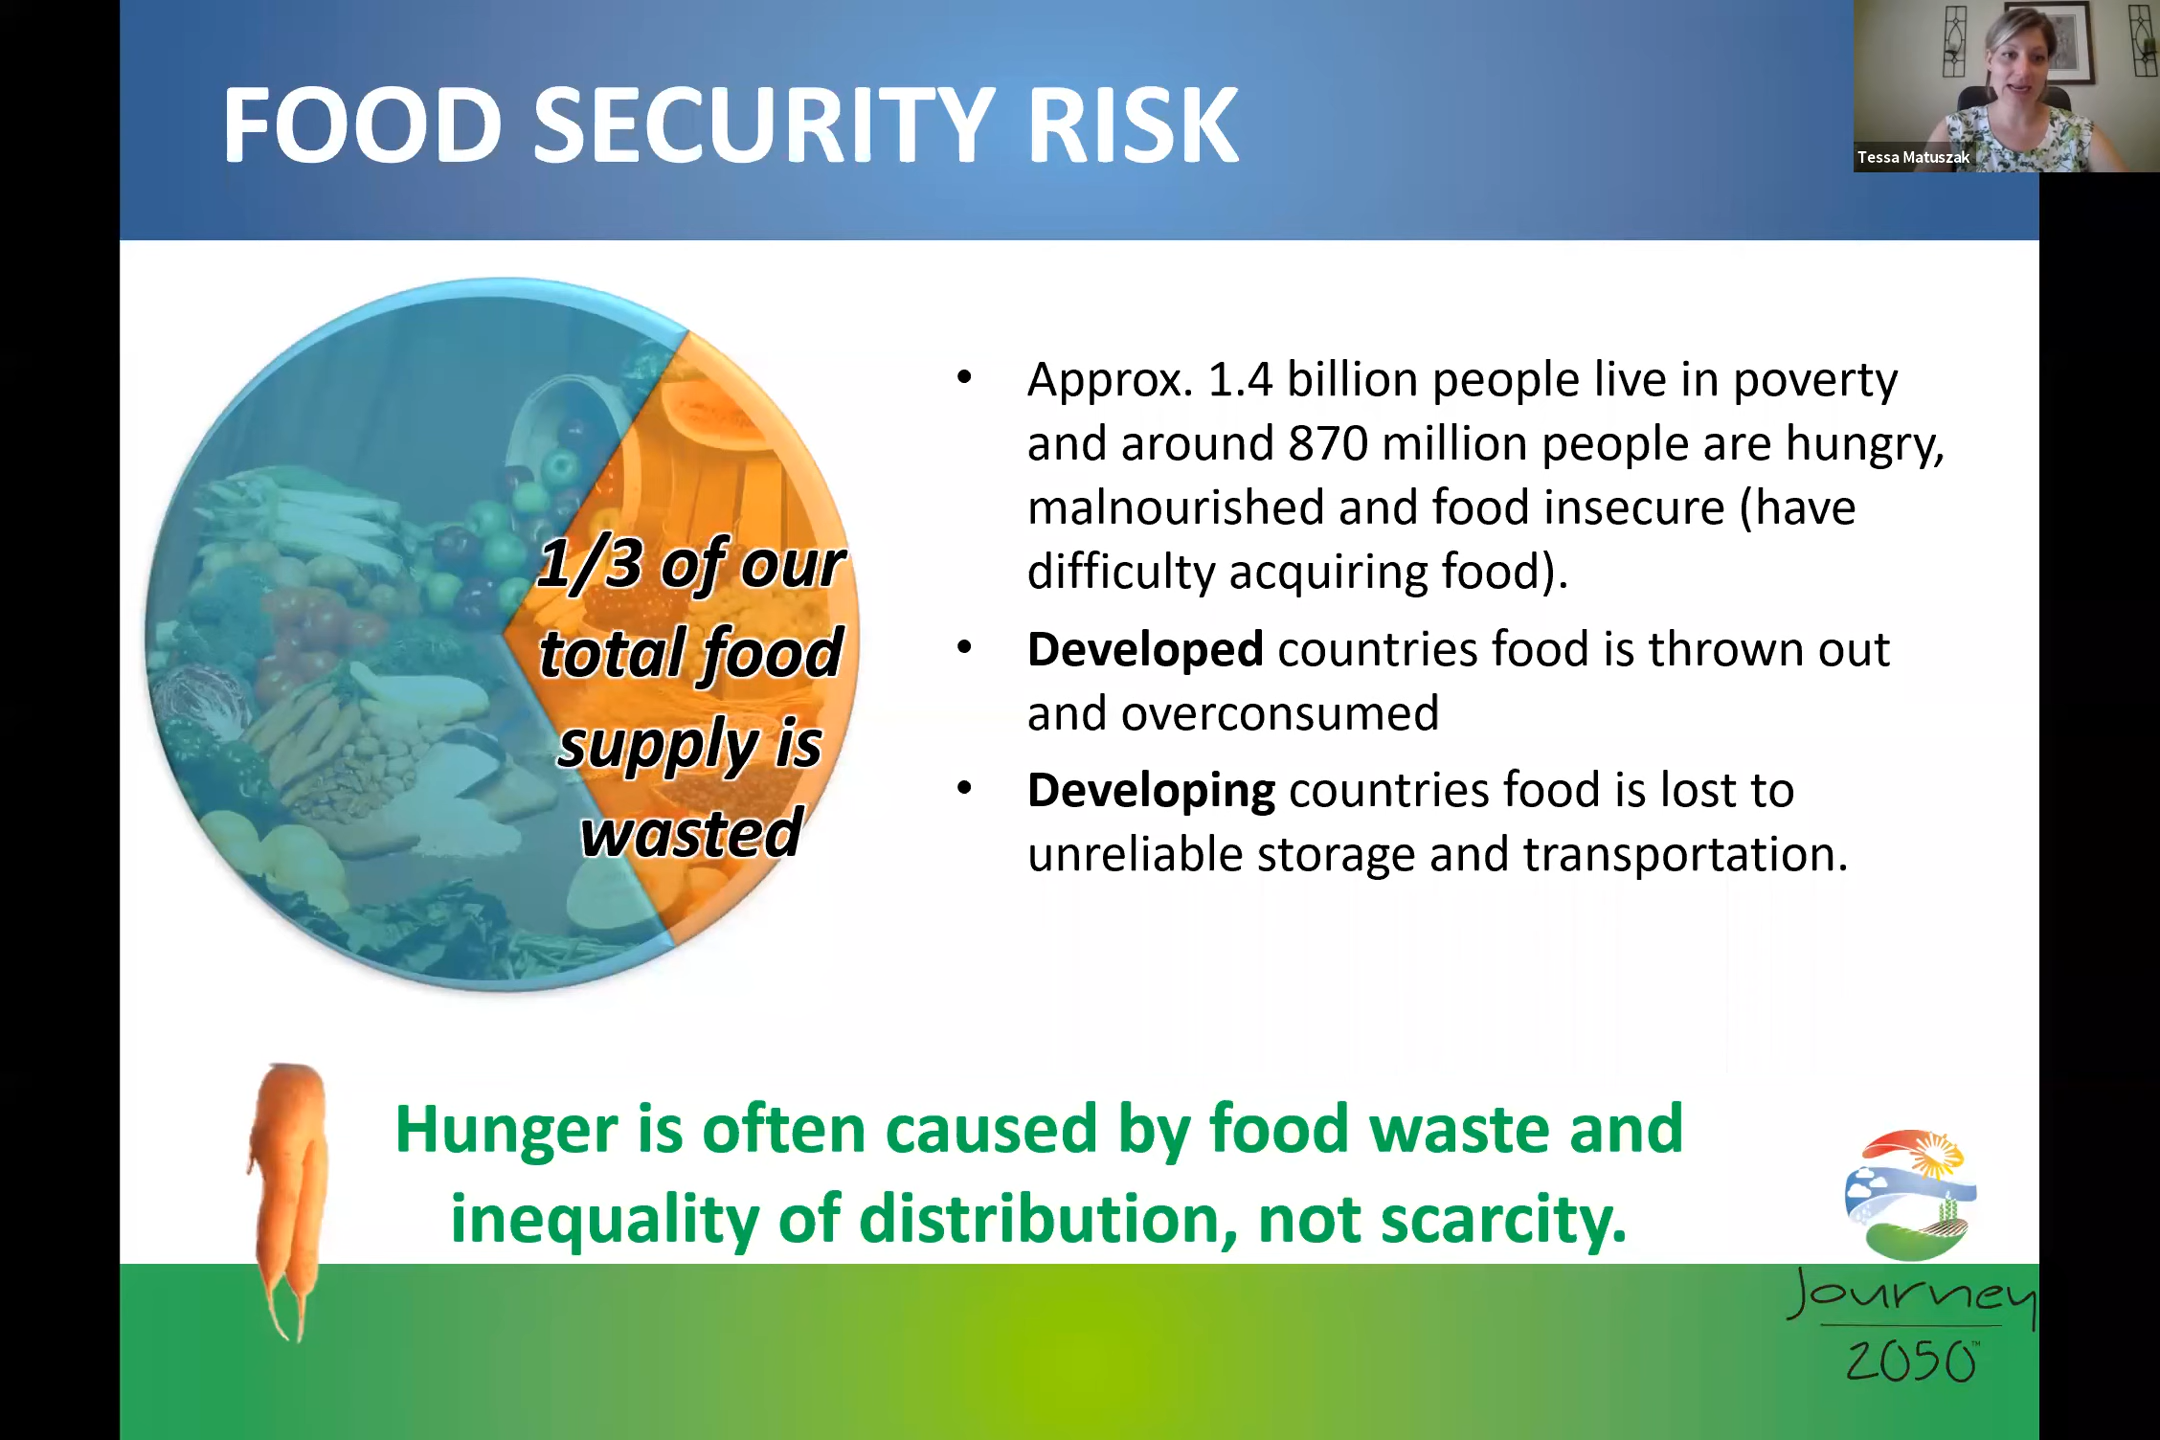 FOOD SECURITY RISK
Tessa Matuszak
1/3 of our
total food
supply is
wasted
• Approx. 1.4 billion people live in poverty
and around 870 million people are hungry,
malnourished and food insecure (have
difficulty acquiring food).
• Developed countries food is thrown out
and overconsumed
• Developing countries food is lost to
unreliable storage and transportation.
Hunger is often caused by food waste and
inequality of distribution, not scarcity.
Journey
2050™